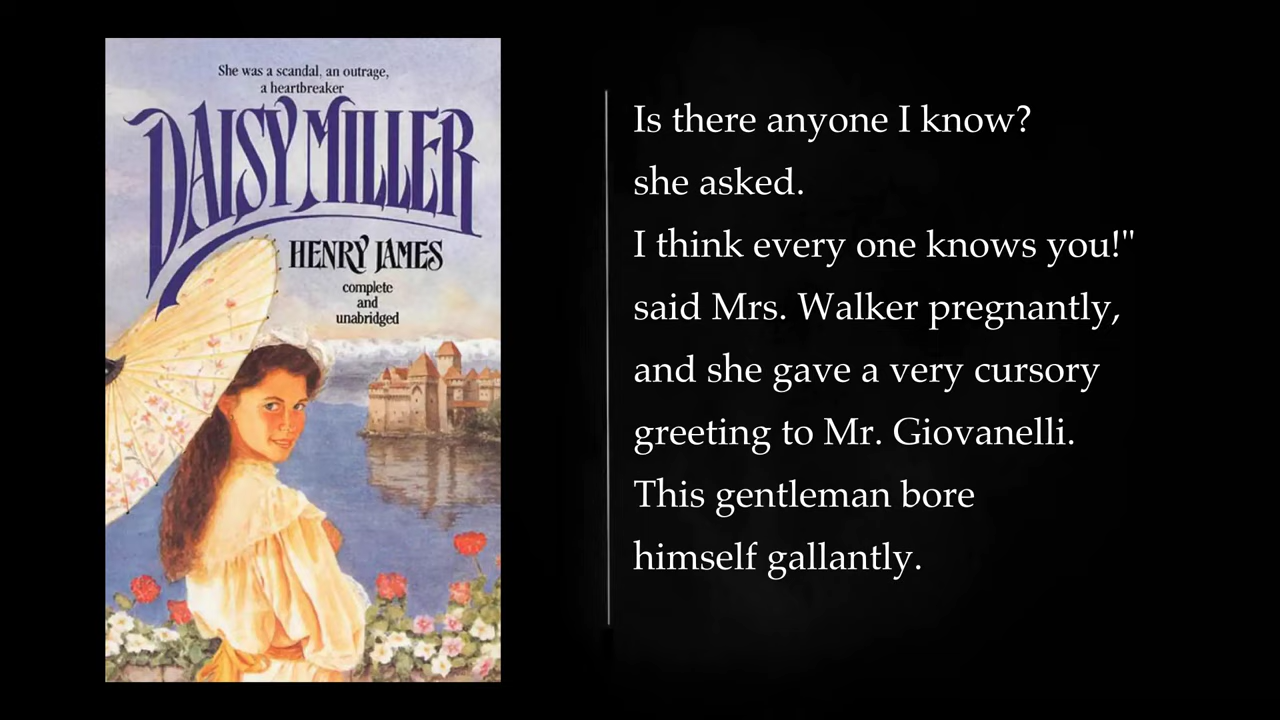 She was a scandal, an outrage,
a heartbreaker
DAISY MILLER
HENRY JAMES
complete
and
unabridged
Is there anyone I know?
she asked.
I think every one knows you!"
said Mrs. Walker pregnantly,
and she gave a very cursory
greeting to Mr. Giovanelli.
This gentleman bore
himself gallantly.